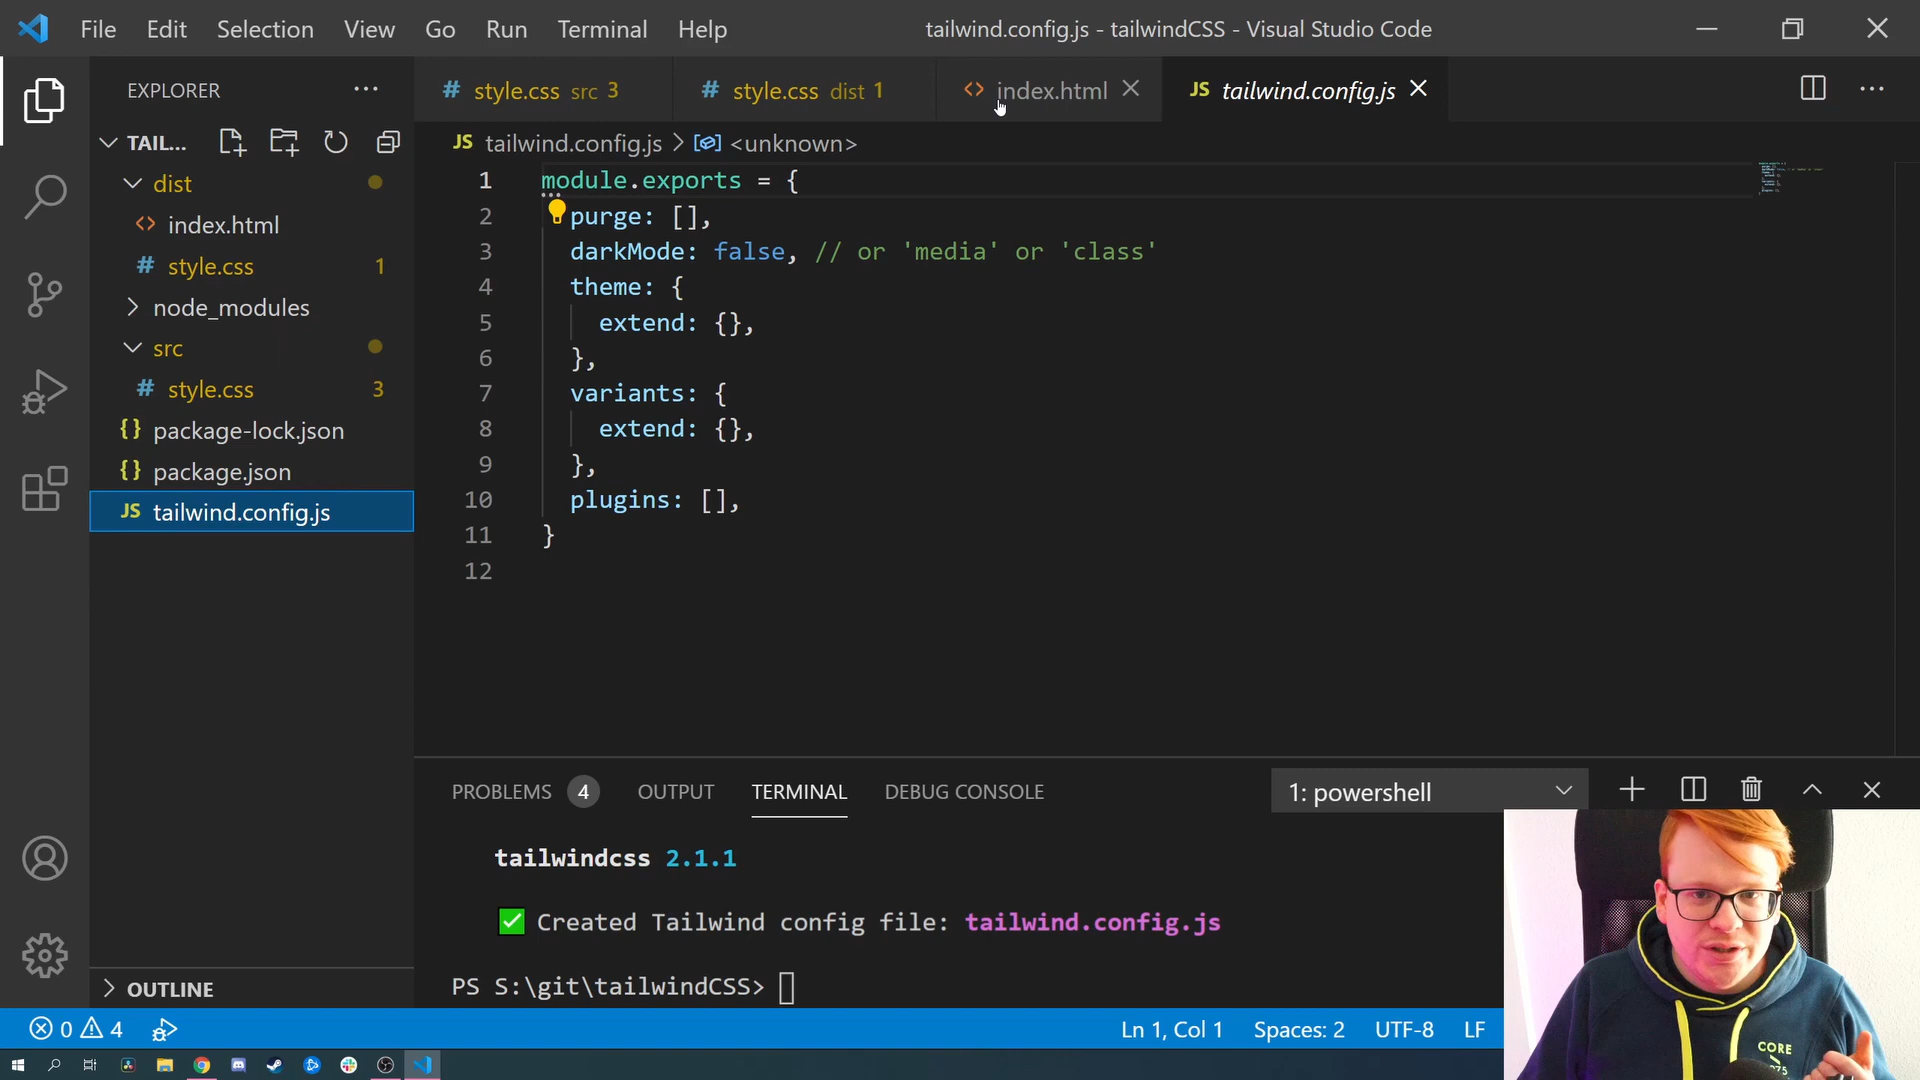 File Edit Selection View Go Run Terminal Help tailwind.config.js - tailwindCSS - Visual Studio Code
EXPLORER
TAIL...
dist
index.html
style.css 1
node_modules
src
style.css 3
package-lock.json
package.json
JS tailwind.config.js
OUTLINE
# style.css src 3 # style.css dist 1 <> index.html JS tailwind.config.js
JS tailwind.config.js > <unknown>
1 module.exports = {
2 purge: [],
3 darkMode: false, // or 'media' or 'class'
4 theme: {
5 extend: {},
6 },
7 variants: {
8 extend: {},
9 },
10 plugins: [],
11 }
12
PROBLEMS 4 OUTPUT TERMINAL DEBUG CONSOLE 1: powershell
tailwindcss 2.1.1
✅ Created Tailwind config file: tailwind.config.js
PS S:\git\tailwindCSS>
0 4 Ln 1, Col 1 Spaces: 2 UTF-8 LF
CORE